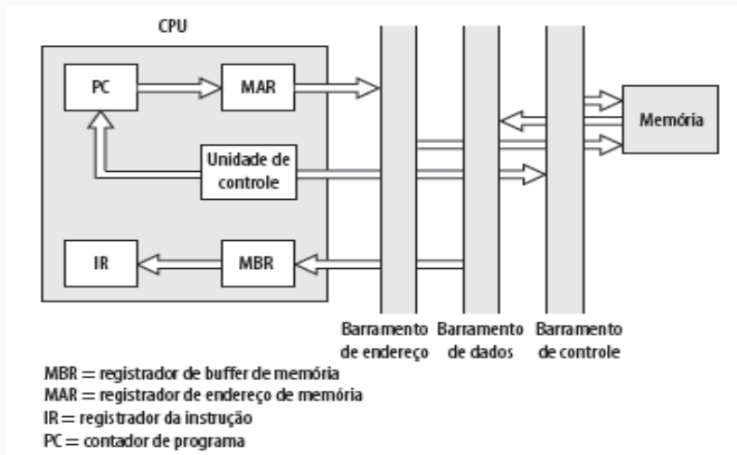 CPU
PC
MAR
Memória
Unidade de
controle
IR
MBR
Barramento
de endereço
Barramento
de dados
Barramento
de controle
MBR = registrador de buffer de memória
MAR = registrador de endereço de memória
IR = registrador da instrução
PC = contador de programa